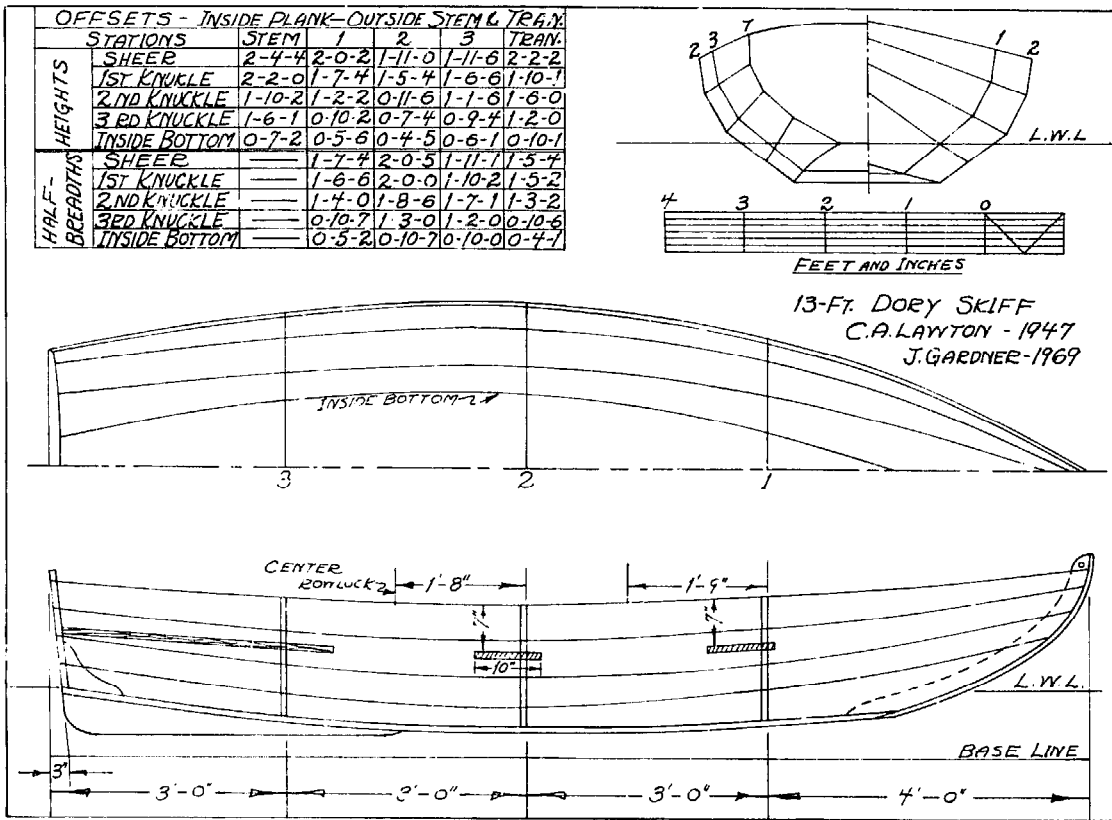 OFFSETS - INSIDE PLANK - OUTSIDE STEM & TRAN.
STATIONS STEM 1 2 3 TRAN.
HEIGHTS
SHEER 2-4-4 2-0-2 1-11-0 1-11-6 2-2-2
1ST KNUCKLE 2-2-0 1-7-4 1-5-4 1-6-6 1-10-1
2ND KNUCKLE 1-10-2 1-2-2 0-11-6 1-1-6 1-6-0
3RD KNUCKLE 1-6-1 0-10-2 0-7-4 0-9-4 1-2-0
INSIDE BOTTOM 0-7-2 0-5-6 0-4-5 0-6-1 0-10-1
HALF-BREADTHS
SHEER — 1-7-4 2-0-5 1-11-1 1-5-4
1ST KNUCKLE — 1-6-6 2-0-0 1-10-2 1-5-2
2ND KNUCKLE — 1-4-0 1-8-6 1-7-1 1-3-2
3RD KNUCKLE — 0-10-7 1-3-0 1-2-0 0-10-6
INSIDE BOTTOM — 0-5-2 0-10-7 0-10-0 0-4-1
2 3 T 1 2
L.W.L
4 3 2 1 0
FEET AND INCHES
13-FT. DORY SKIFF
C.A. LAWTON - 1947
J. GARDNER - 1969
INSIDE BOTTOM
3 2 1
CENTER
ROWLUCK
1'-8" 1'-9"
7" 7"
10"
L.W.L.
BASE LINE
3"
3'-0" 3'-0" 3'-0" 4'-0"